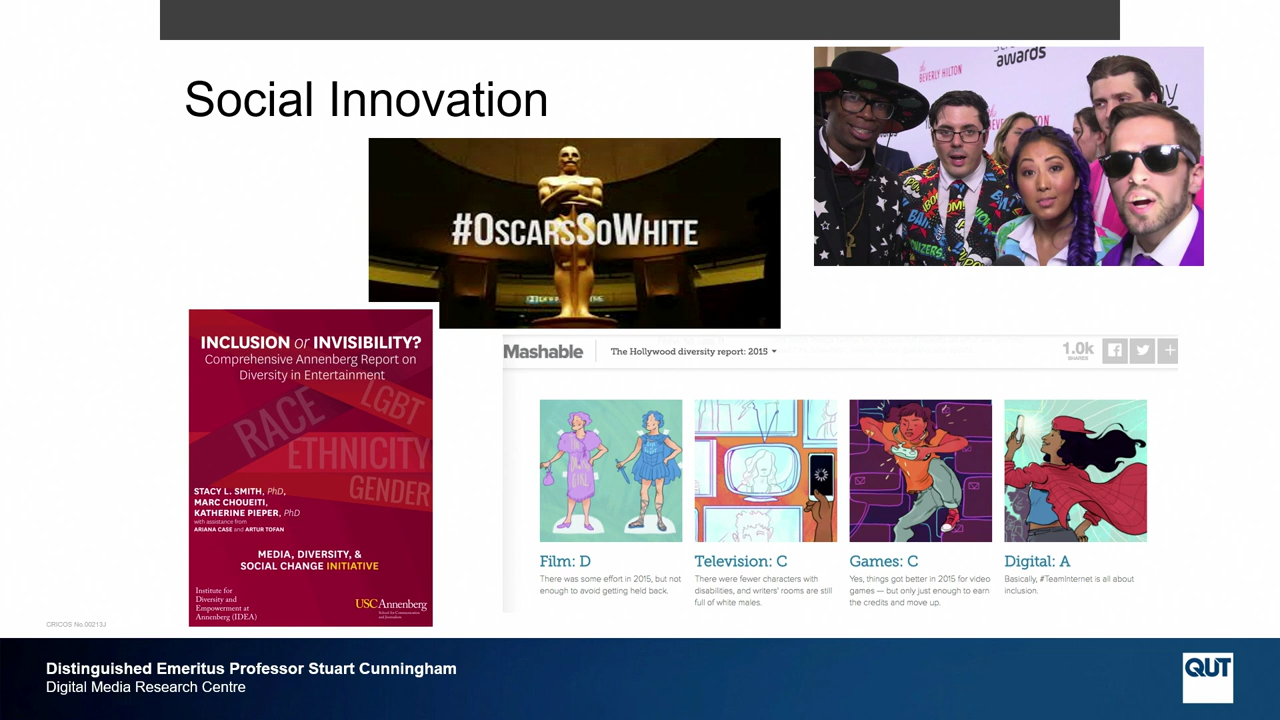 Social Innovation
awards
BEVERLY HILTON
#OSCARSSOWHITE
INCLUSION or INVISIBILITY?
Comprehensive Annenberg Report on
Diversity in Entertainment
RACE
LGBT
ETHNICITY
GENDER
STACY L. SMITH, PhD,
MARC CHOUEITI,
KATHERINE PIEPER, PhD
with assistance from
ARIANA CASE and ARTUR TOFAN
MEDIA, DIVERSITY, &
SOCIAL CHANGE INITIATIVE
Institute for
Diversity and
Empowerment at
Annenberg (IDEA)
USC Annenberg
School for Communication
and Journalism
Mashable
The Hollywood diversity report: 2015
1.0k
SHARES
Film: D
There was some effort in 2015, but not
enough to avoid getting held back.
Television: C
There were fewer characters with
disabilities, and writers' rooms are still
full of white males.
Games: C
Yes, things got better in 2015 for video
games — but only just enough to earn
the credits and move up.
Digital: A
Basically, #TeamInternet is all about
inclusion.
CRICOS No.00213J
Distinguished Emeritus Professor Stuart Cunningham
Digital Media Research Centre
QUT